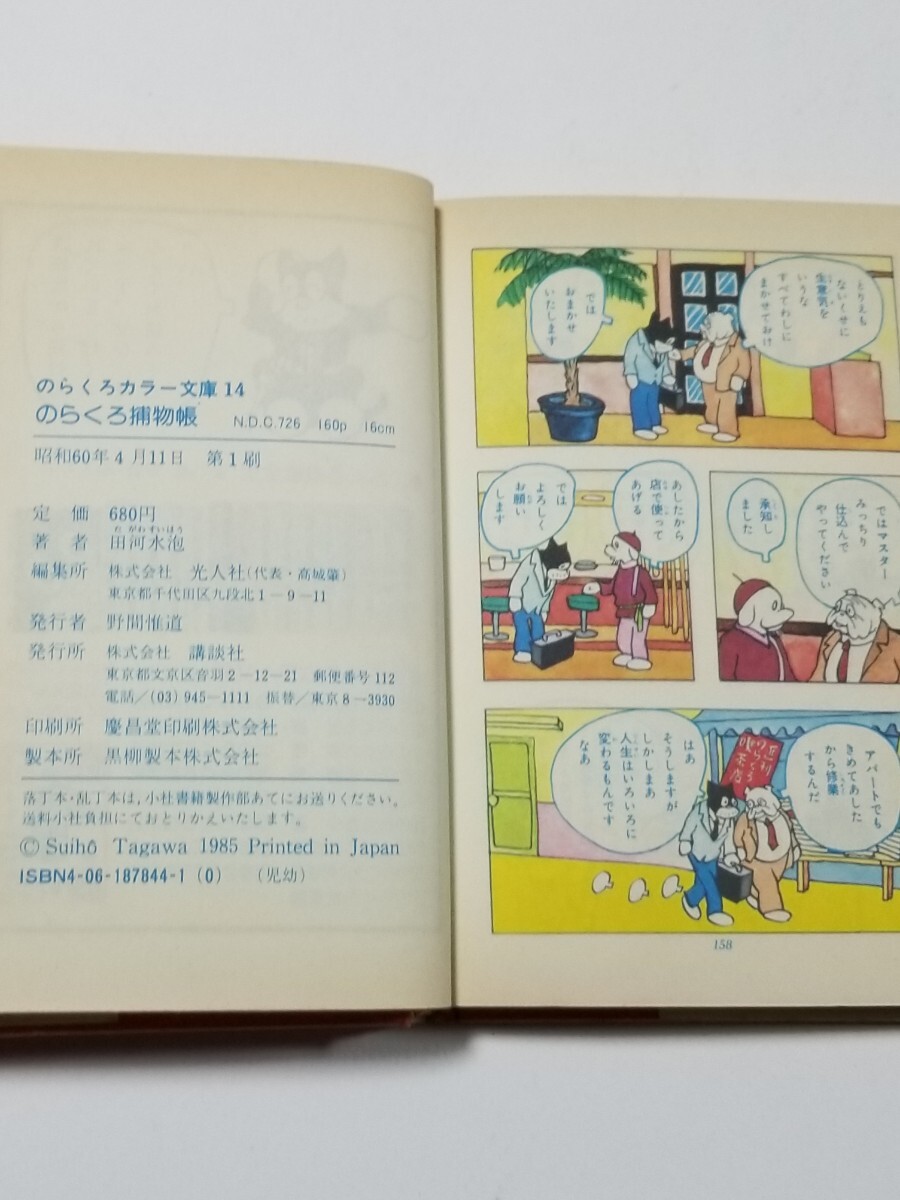 のらくろカラー文庫14
のらくろ捕物帳 N.D.C.726 160p 16cm
昭和60年4月11日 第1刷
定価 680円
たがわすいほう
著者 田河水泡
編集所 株式会社 光人社(代表・高城肇)
東京都千代田区九段北1-9-11
発行者 野間惟道
発行所 株式会社 講談社
東京都文京区音羽2-12-21 郵便番号112
電話/(03)945-1111 振替/東京8-3930
印刷所 慶昌堂印刷株式会社
製本所 黒柳製本株式会社
落丁本・乱丁本は,小社書籍製作部あてにお送りください。
送料小社負担にておとりかえいたします。
© Suihô Tagawa 1985 Printed in Japan
ISBN4-06-187844-1 (0) (児幼)
とりえも
ないくせに
生意気を
いうな
すべてわしに
まかせておけ
では
おまかせ
いたします
あしたから
店で使って
あげる
では
よろしく
お願い
します
ではマスター
みっちり
仕込んで
やってください
承知し
ました
アパートでも
きめてあした
から修業
するんだ
はあ
そうしますが
しかしまあ
人生はいろいろに
変わるもんです
なあ
158